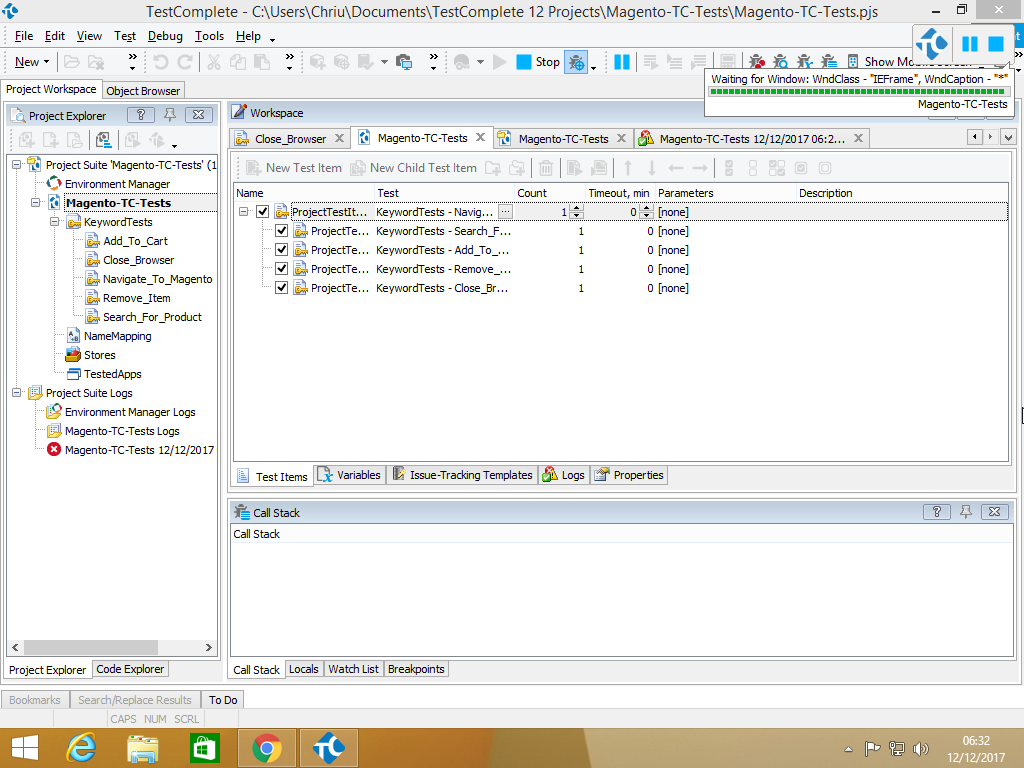 TestComplete - C:\Users\Chriu\Documents\TestComplete 12 Projects\Magento-TC-Tests\Magento-TC-Tests.pjs
File Edit View Test Debug Tools Help
New Stop Show
Waiting for Window: WndClass - "IEFrame", WndCaption - "*"
Magento-TC-Tests
Project Workspace Object Browser
Project Explorer
Workspace
Close_Browser Magento-TC-Tests Magento-TC-Tests Magento-TC-Tests 12/12/2017 06:2...
New Test Item New Child Test Item
Name Test Count Timeout, min Parameters Description
ProjectTestIt... KeywordTests - Navig... ... 1 0 [none]
ProjectTe... KeywordTests - Search_F... 1 0 [none]
ProjectTe... KeywordTests - Add_To_... 1 0 [none]
ProjectTe... KeywordTests - Remove_... 1 0 [none]
ProjectTe... KeywordTests - Close_Br... 1 0 [none]
Project Suite 'Magento-TC-Tests' (1
Environment Manager
Magento-TC-Tests
KeywordTests
Add_To_Cart
Close_Browser
Navigate_To_Magento
Remove_Item
Search_For_Product
NameMapping
Stores
TestedApps
Project Suite Logs
Environment Manager Logs
Magento-TC-Tests Logs
Magento-TC-Tests 12/12/2017
Test Items Variables Issue-Tracking Templates Logs Properties
Call Stack
Call Stack
Project Explorer Code Explorer
Call Stack Locals Watch List Breakpoints
Bookmarks Search/Replace Results To Do
CAPS NUM SCRL
06:32
12/12/2017